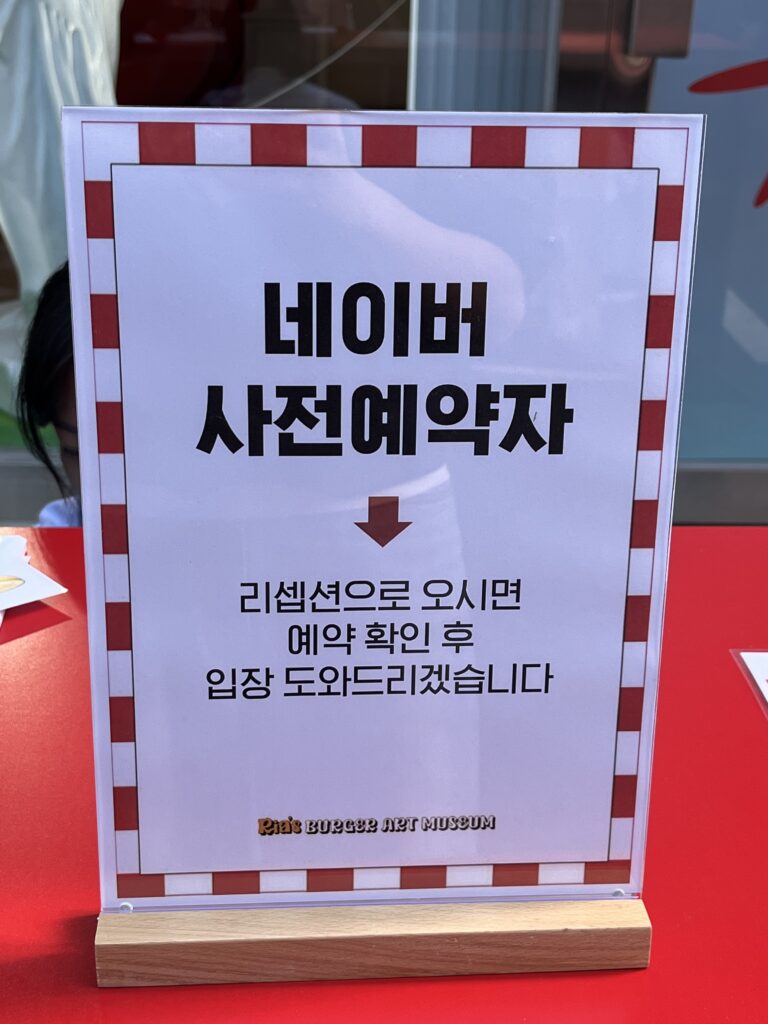 네이버
사전예약자
리셉션으로 오시면
예약 확인 후
입장 도와드리겠습니다
Ria's BURGER ART MUSEUM